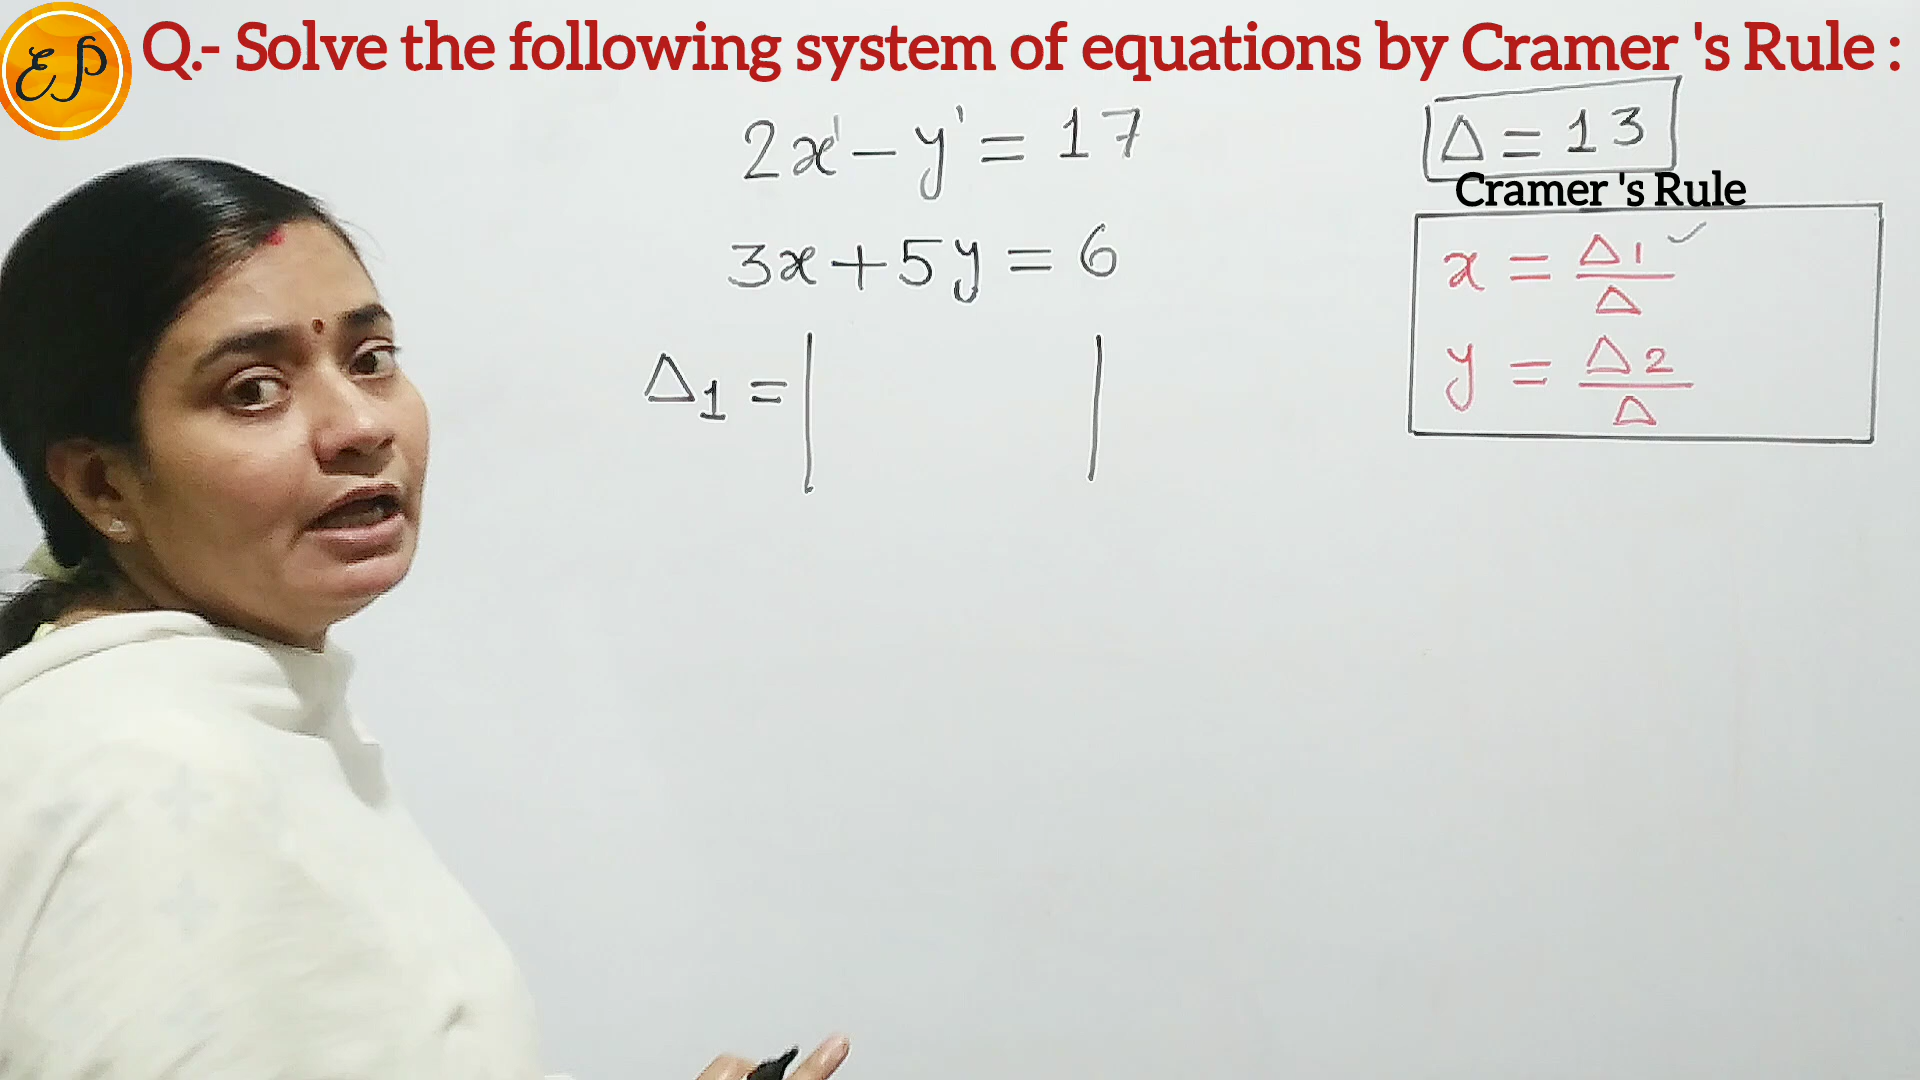 EP
Q.- Solve the following system of equations by Cramer 's Rule :
2x - y = 17
3x + 5y = 6
Δ1 =
Δ = 13
Cramer 's Rule
x = Δ1/Δ ✓
y = Δ2/Δ